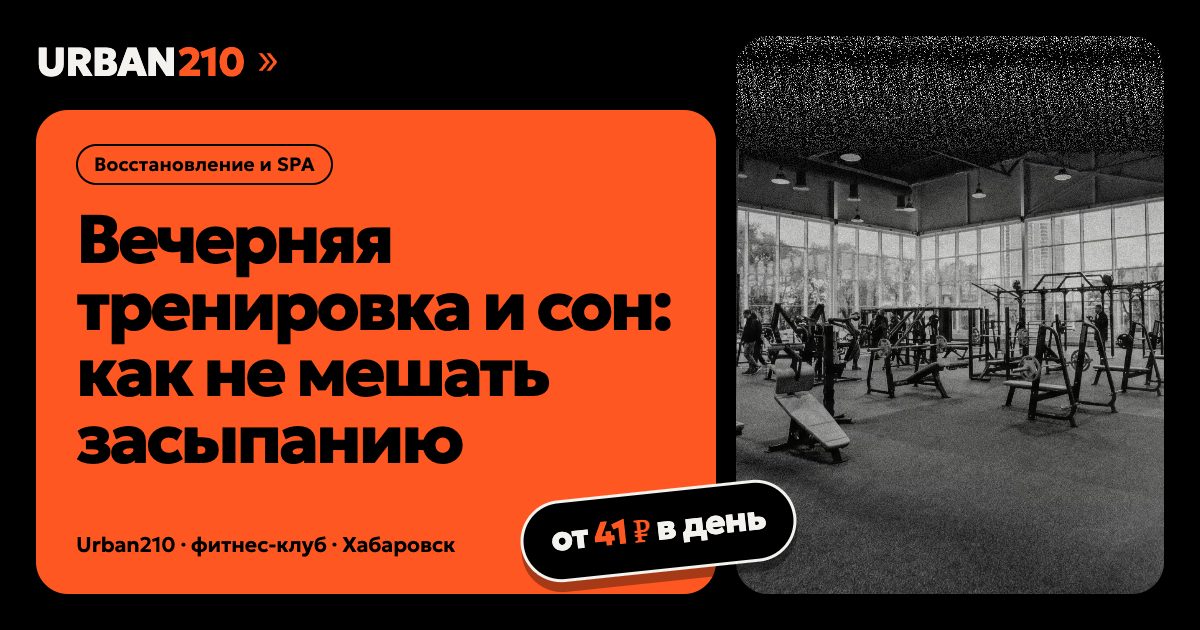 URBAN210 »
Восстановление и SPA
Вечерняя
тренировка и сон:
как не мешать
засыпанию
Urban210 · фитнес-клуб · Хабаровск
от 41 ₽ в день